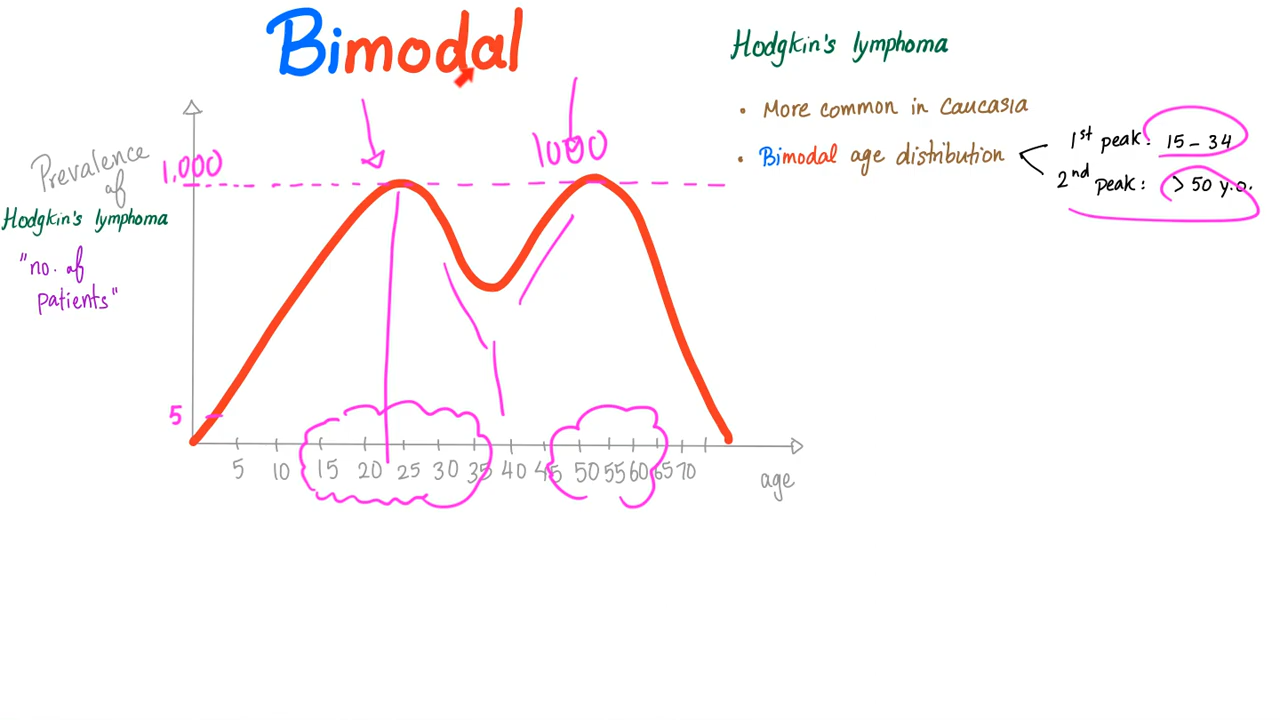 Bimodal
Hodgkin's lymphoma
• More common in Caucasia
• Bimodal age distribution
1st peak: 15 - 34
2nd peak: > 50 y.o.
Prevalence
of
Hodgkin's lymphoma
"no. of
patients"
1,000
1000
5
5 10 15 20 25 30 35 40 45 50 55 60 65 70
age